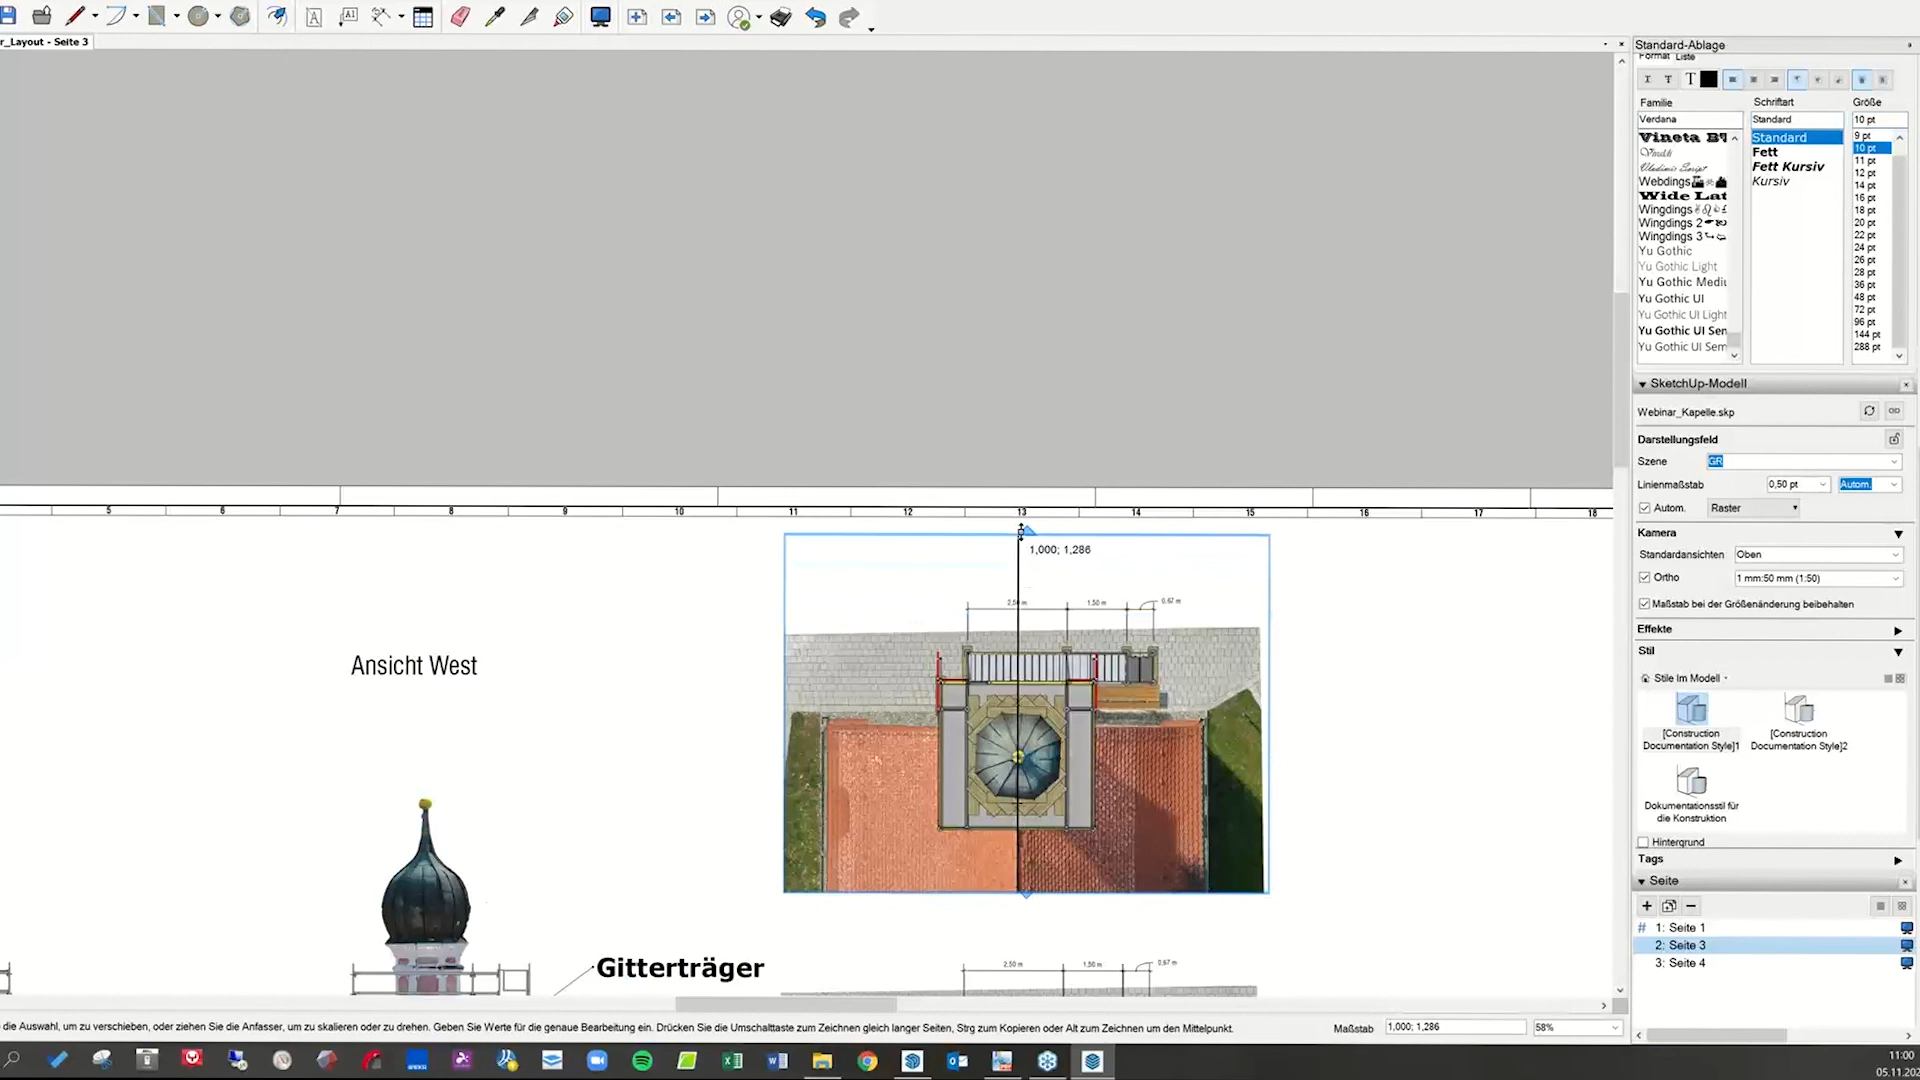 r_Layout - Seite 3
Standard-Ablage
Format Liste
Familie Schriftart Größe
Verdana Standard 10 pt
Vineta BT
Vivaldi
Vladimir Script
Webdings
Wide Lat
Wingdings
Wingdings 2
Wingdings 3
Yu Gothic
Yu Gothic Light
Yu Gothic Mediu
Yu Gothic UI
Yu Gothic UI Light
Yu Gothic UI Sem
Yu Gothic UI Sem
Standard
Fett
Fett Kursiv
Kursiv
9 pt
10 pt
11 pt
12 pt
14 pt
16 pt
18 pt
20 pt
22 pt
24 pt
26 pt
28 pt
36 pt
48 pt
72 pt
96 pt
144 pt
288 pt
SketchUp-Modell
Webinar_Kapelle.skp
Darstellungsfeld
Szene GR
Linienmaßstab 0,50 pt Autom.
Autom. Raster
Kamera
Standardansichten Oben
Ortho 1 mm:50 mm (1:50)
Maßstab bei der Größenänderung beibehalten
Effekte
Stil
Stile Im Modell
[Construction
Documentation Style]1
[Construction
Documentation Style]2
Dokumentationsstil für
die Konstruktion
Hintergrund
Tags
Seite
# 1: Seite 1
2: Seite 3
3: Seite 4
5 6 7 8 9 10 11 12 13 14 15 16 17 18
1,000; 1,286
2,50 m 1,50 m 0,67 m
Ansicht West
Gitterträger
2,50 m 1,50 m 0,67 m
die Auswahl, um zu verschieben, oder ziehen Sie die Anfasser, um zu skalieren oder zu drehen. Geben Sie Werte für die genaue Bearbeitung ein. Drücken Sie die Umschalttaste zum Zeichnen gleich langer Seiten, Strg zum Kopieren oder Alt zum Zeichnen um den Mittelpunkt.
Maßstab 1,000; 1,286 58%
11:00
05.11.202